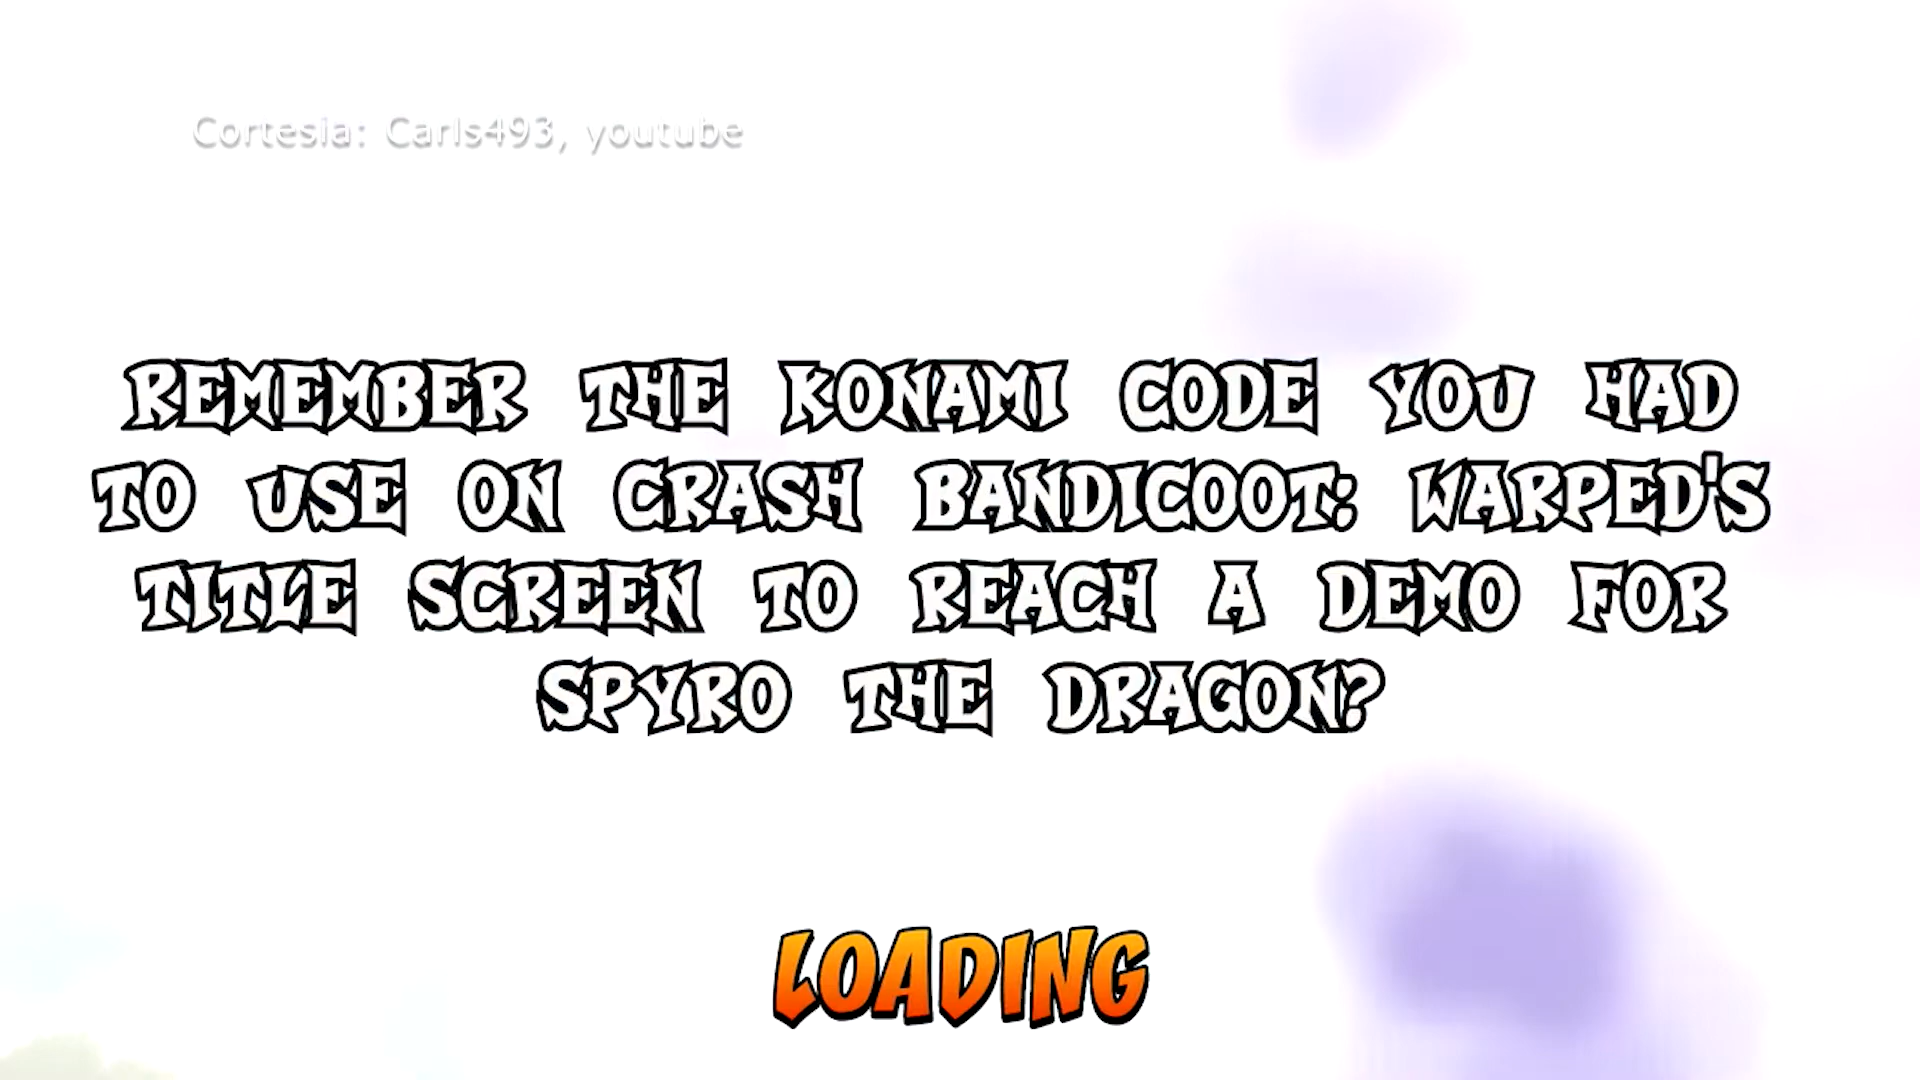 Cortesia: Carls493, youtube
REMEMBER THE KONAMI CODE YOU HAD
TO USE ON CRASH BANDICOOT: WARPED'S
TITLE SCREEN TO REACH A DEMO FOR
SPYRO THE DRAGON?
LOADING